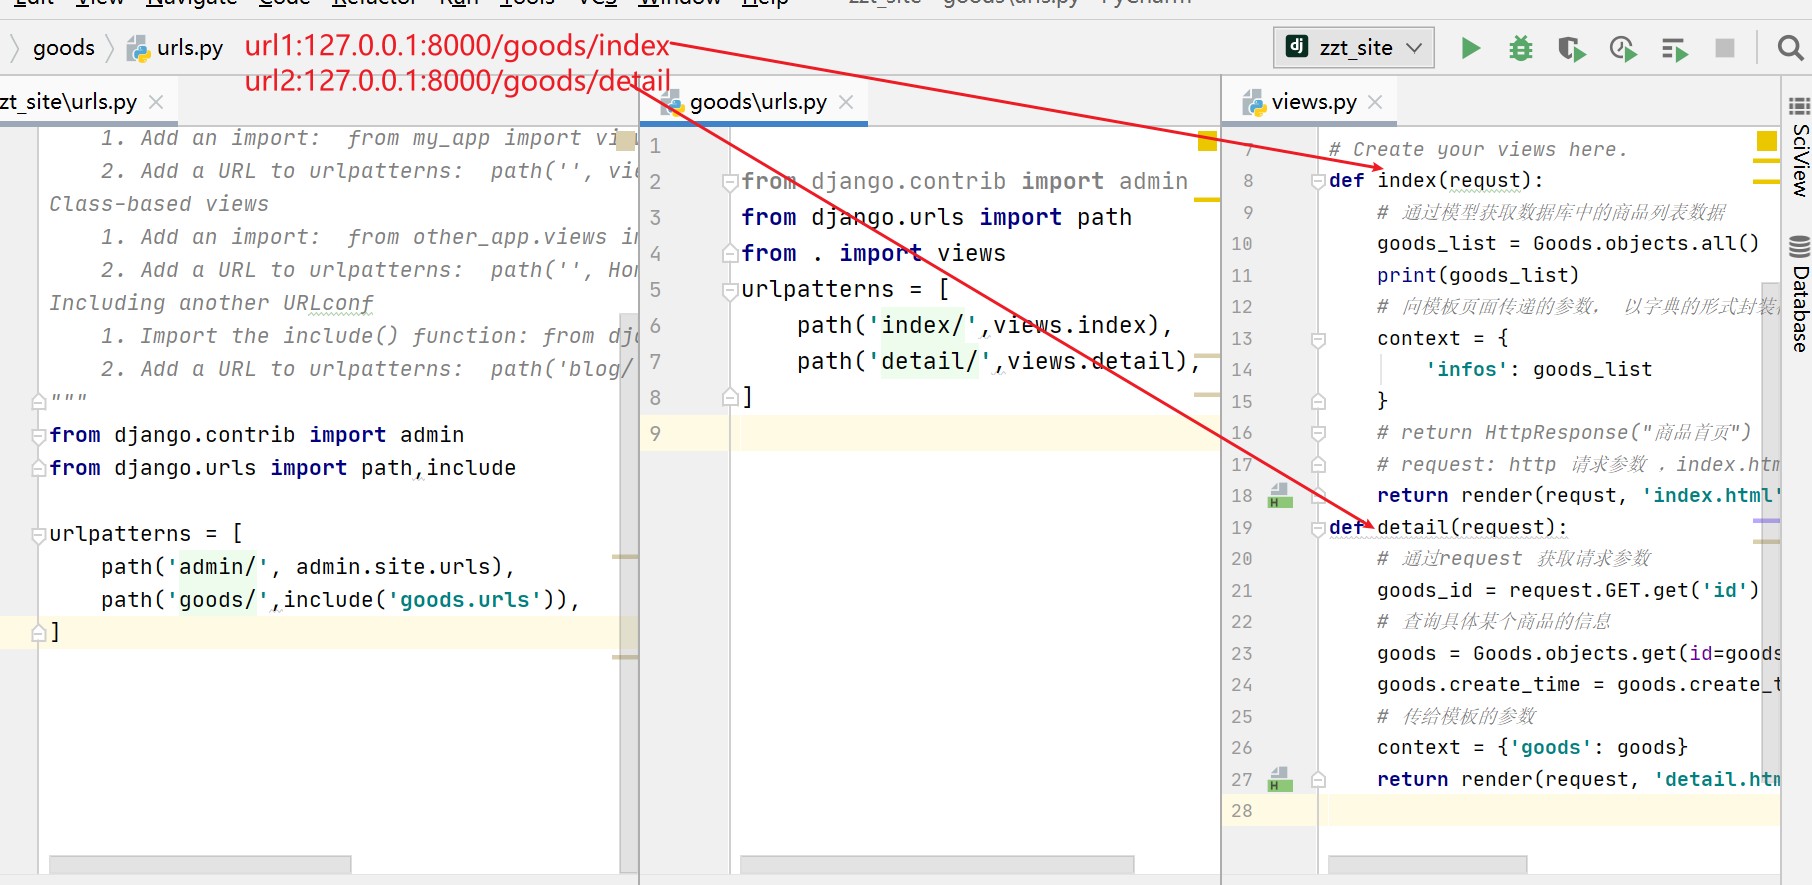 Edit View Navigate Code Refactor Run Tools VCS Window Help zzt_site - goods\urls.py - PyCharm
goods urls.py
url1:127.0.0.1:8000/goods/index
url2:127.0.0.1:8000/goods/detail
zzt_site
zt_site\urls.py
1. Add an import:  from my_app import vi
2. Add a URL to urlpatterns:  path('', vie
Class-based views
1. Add an import:  from other_app.views i
2. Add a URL to urlpatterns:  path('', Ho
Including another URLconf
1. Import the include() function: from dj
2. Add a URL to urlpatterns:  path('blog/
"""
from django.contrib import admin
from django.urls import path,include
urlpatterns = [
path('admin/', admin.site.urls),
path('goods/',include('goods.urls')),
]
goods\urls.py
1
2 from django.contrib import admin
3 from django.urls import path
4 from . import views
5 urlpatterns = [
6 path('index/',views.index),
7 path('detail/',views.detail),
8 ]
9
views.py
7 # Create your views here.
8 def index(requst):
9 # 通过模型获取数据库中的商品列表数据
10 goods_list = Goods.objects.all()
11 print(goods_list)
12 # 向模板页面传递的参数， 以字典的形式封装
13 context = {
14 'infos': goods_list
15 }
16 # return HttpResponse("商品首页")
17 # request: http 请求参数 ，index.htm
18 return render(requst, 'index.html'
19 def detail(request):
20 # 通过request 获取请求参数
21 goods_id = request.GET.get('id')
22 # 查询具体某个商品的信息
23 goods = Goods.objects.get(id=goods
24 goods.create_time = goods.create_t
25 # 传给模板的参数
26 context = {'goods': goods}
27 return render(request, 'detail.htm
28
SciView
Database